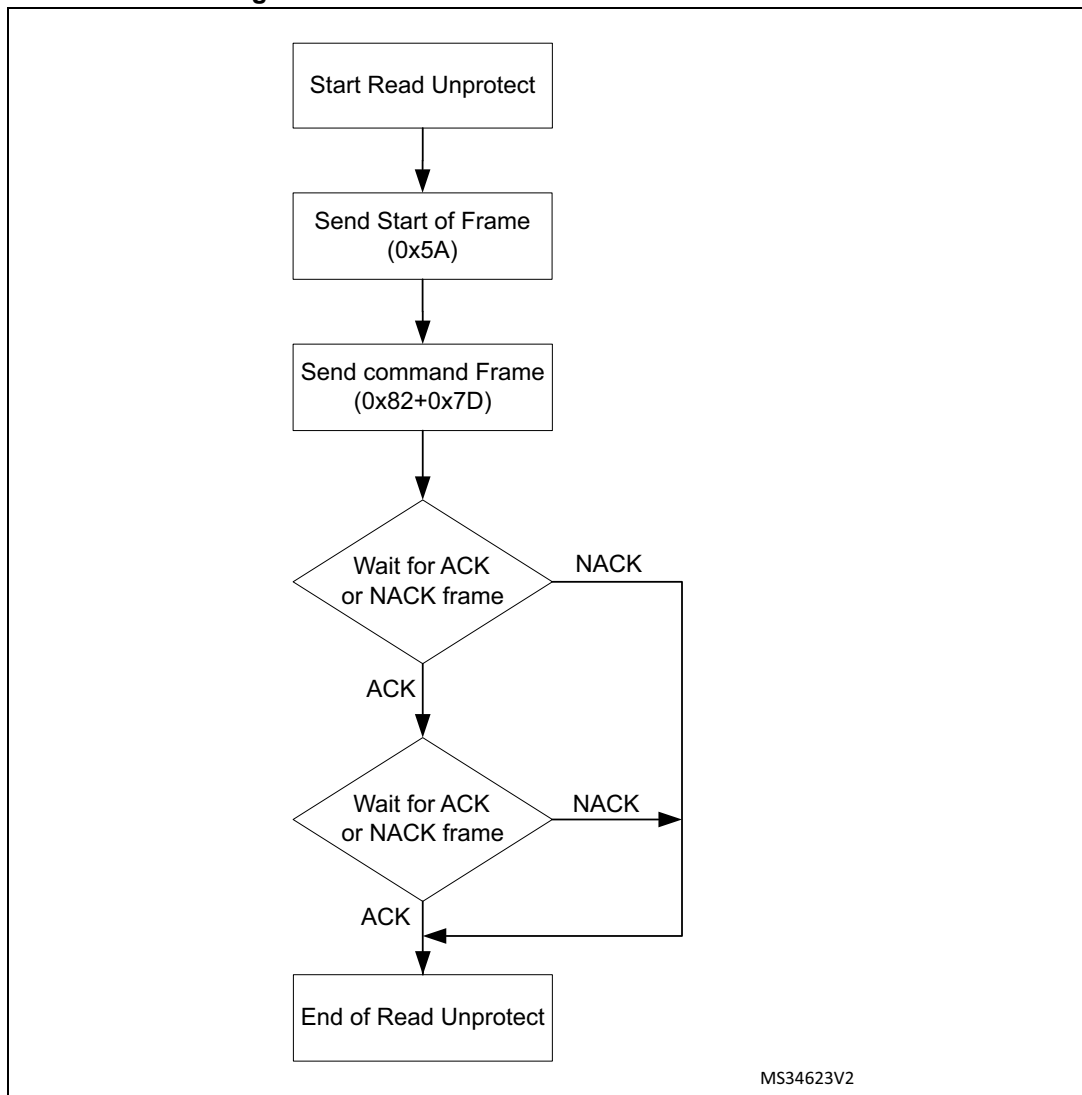 Start Read Unprotect
Send Start of Frame
(0x5A)
Send command Frame
(0x82+0x7D)
Wait for ACK
or NACK frame
NACK
ACK
Wait for ACK
or NACK frame
NACK
ACK
End of Read Unprotect
MS34623V2